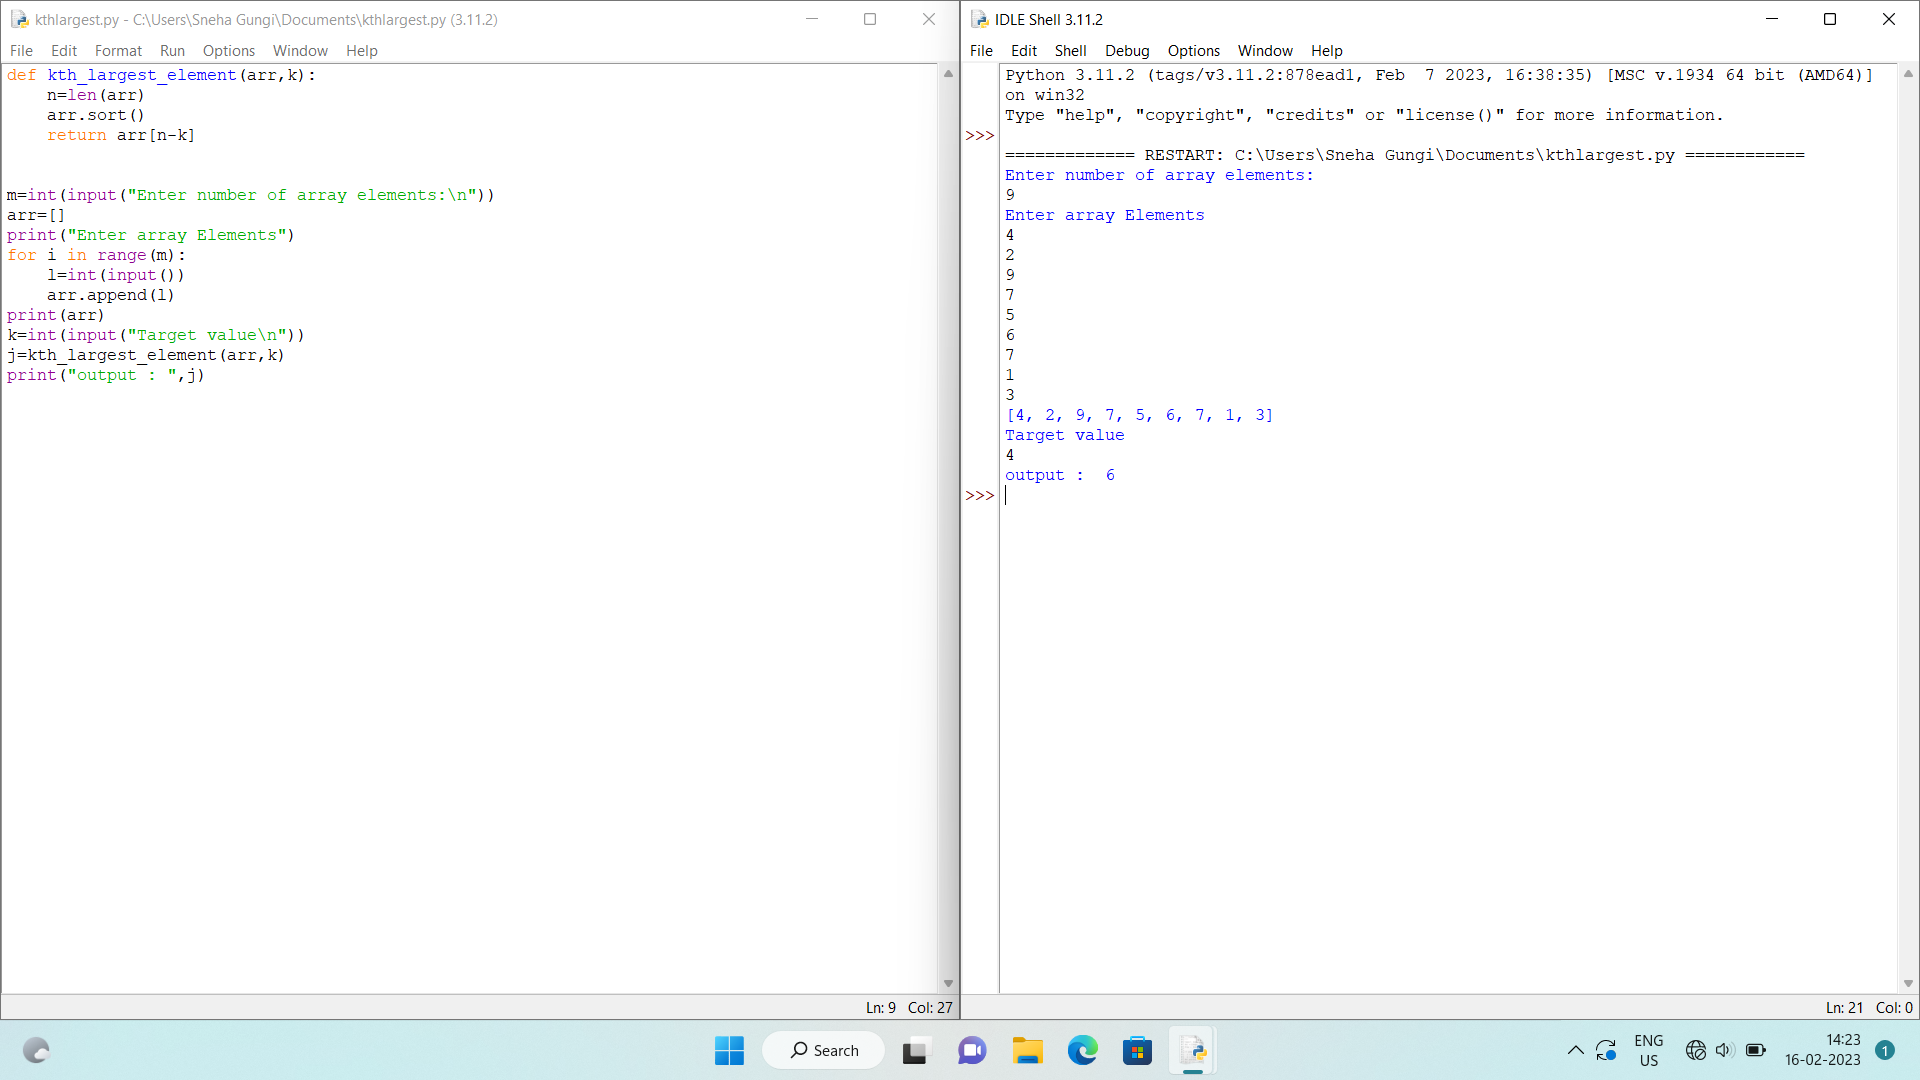 kthlargest.py - C:\Users\Sneha Gungi\Documents\kthlargest.py (3.11.2)
File Edit Format Run Options Window Help
def kth_largest_element(arr,k):
    n=len(arr)
    arr.sort()
    return arr[n-k]
m=int(input("Enter number of array elements:\n"))
arr=[]
print("Enter array Elements")
for i in range(m):
    l=int(input())
    arr.append(l)
print(arr)
k=int(input("Target value\n"))
j=kth_largest_element(arr,k)
print("output : ",j)
Ln: 9 Col: 27
IDLE Shell 3.11.2
File Edit Shell Debug Options Window Help
Python 3.11.2 (tags/v3.11.2:878ead1, Feb  7 2023, 16:38:35) [MSC v.1934 64 bit (AMD64)]
on win32
Type "help", "copyright", "credits" or "license()" for more information.
>>>
============= RESTART: C:\Users\Sneha Gungi\Documents\kthlargest.py ============
Enter number of array elements:
9
Enter array Elements
4
2
9
7
5
6
7
1
3
[4, 2, 9, 7, 5, 6, 7, 1, 3]
Target value
4
output :  6
>>>
Ln: 21 Col: 0
Search
ENG
US
14:23
16-02-2023
1